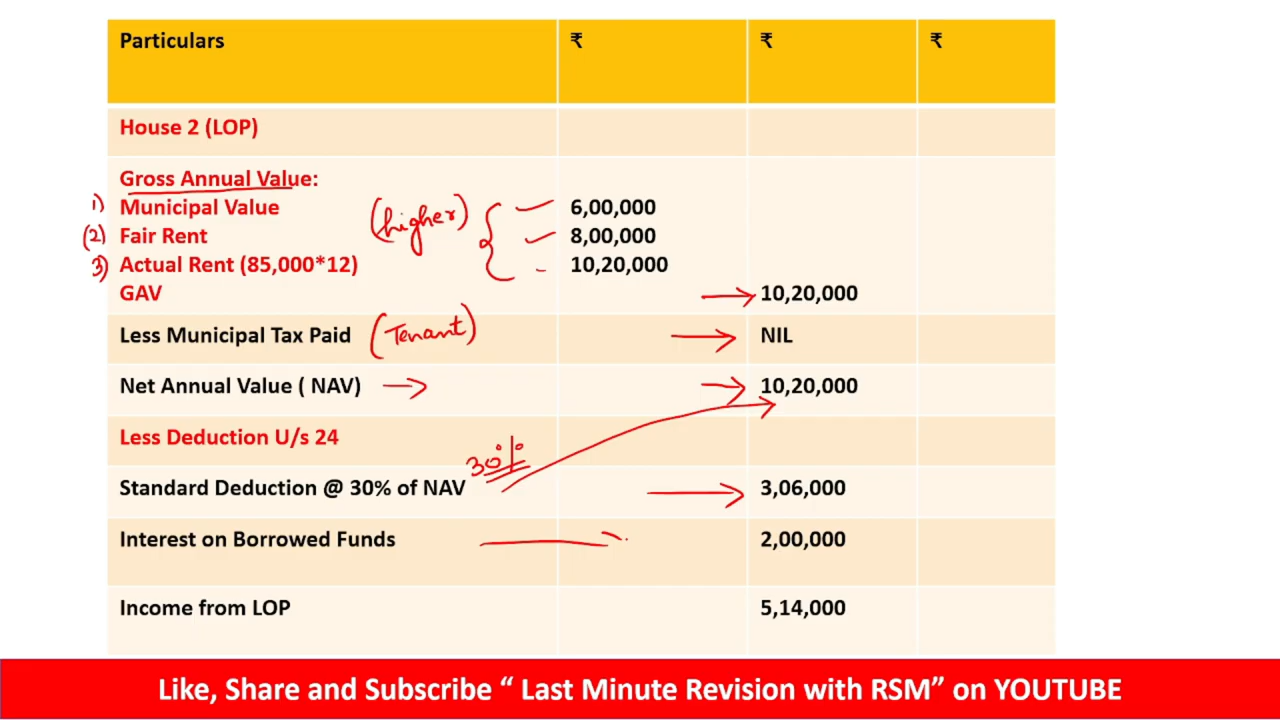 Particulars ₹ ₹ ₹
House 2 (LOP)
Gross Annual Value:
1) Municipal Value 6,00,000
(2) Fair Rent (higher) 8,00,000
3) Actual Rent (85,000*12) 10,20,000
GAV 10,20,000
Less Municipal Tax Paid (Tenant) NIL
Net Annual Value ( NAV) 10,20,000
Less Deduction U/s 24
30%
Standard Deduction @ 30% of NAV 3,06,000
Interest on Borrowed Funds 2,00,000
Income from LOP 5,14,000
Like, Share and Subscribe “ Last Minute Revision with RSM” on YOUTUBE